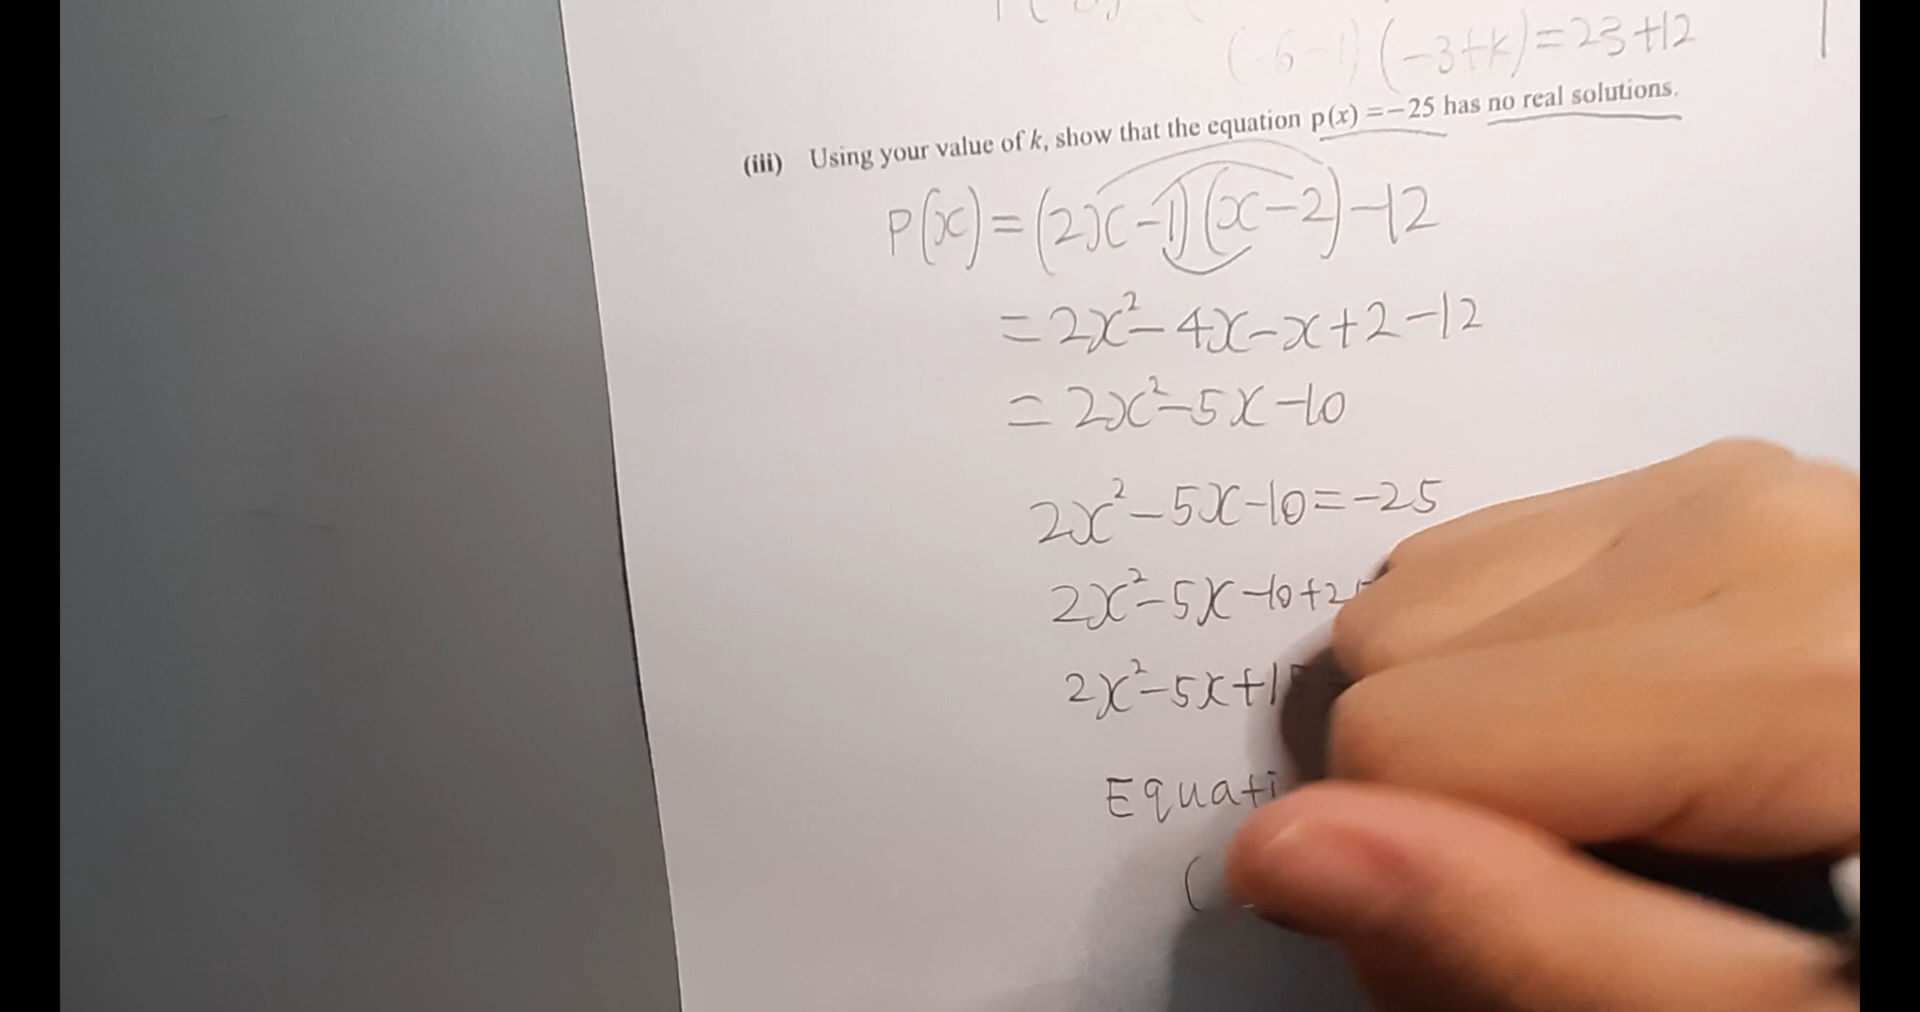 (-6-1)(-3+k)=23+12
(iii) Using your value of k, show that the equation p(x) =−25 has no real solutions.
P(x)=(2x-1)(x-2)-12
=2x²-4x-x+2-12
=2x²-5x-10
2x²-5x-10=-25
2x²-5x-10+2
2x²-5x+1
Equati
(